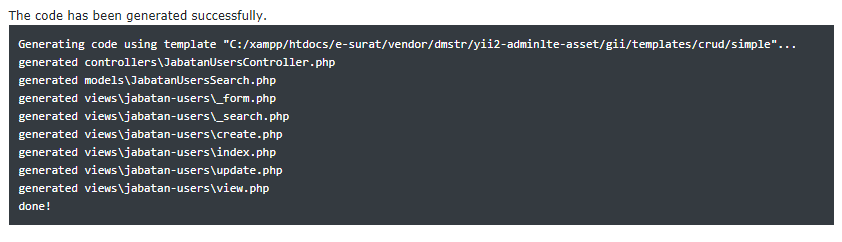 The code has been generated successfully.
Generating code using template "C:/xampp/htdocs/e-surat/vendor/dmstr/yii2-adminlte-asset/gii/templates/crud/simple"...
generated controllers\JabatanUsersController.php
generated models\JabatanUsersSearch.php
generated views\jabatan-users\_form.php
generated views\jabatan-users\_search.php
generated views\jabatan-users\create.php
generated views\jabatan-users\index.php
generated views\jabatan-users\update.php
generated views\jabatan-users\view.php
done!